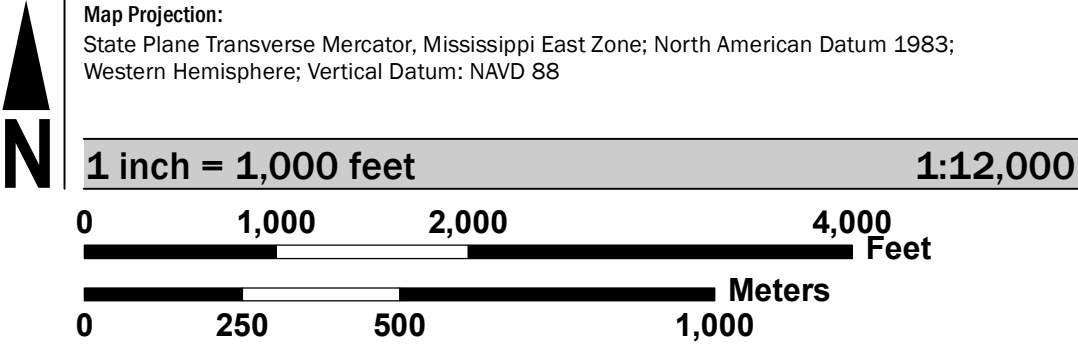 Map Projection:
State Plane Transverse Mercator, Mississippi East Zone; North American Datum 1983;
Western Hemisphere; Vertical Datum: NAVD 88
N
1 inch = 1,000 feet 1:12,000
0 1,000 2,000 4,000
Feet
Meters
0 250 500 1,000